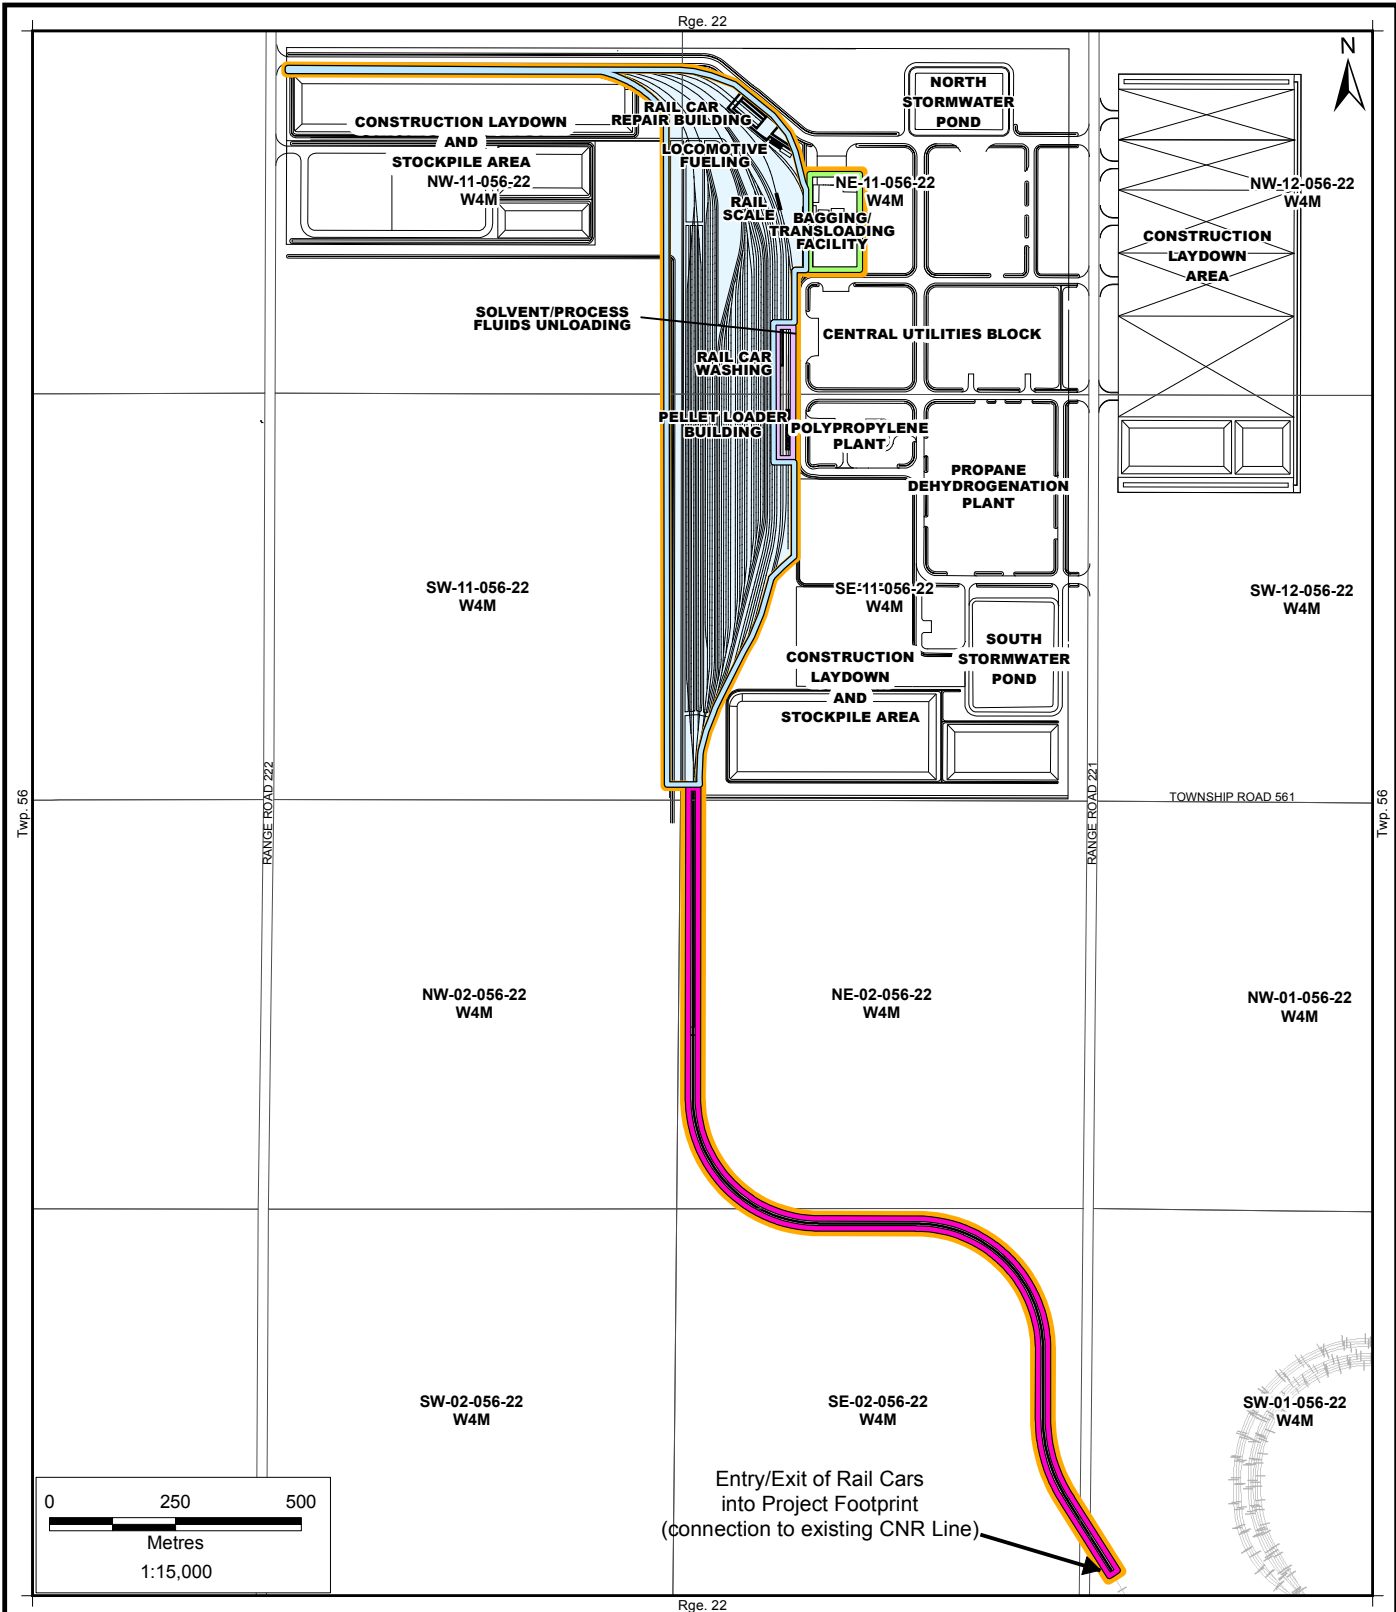 Rge. 22
N
NORTH
STORMWATER
POND
RAIL CAR
REPAIR BUILDING
CONSTRUCTION LAYDOWN
AND
STOCKPILE AREA
NW-11-056-22
W4M
LOCOMOTIVE
FUELING
NE-11-056-22
W4M
NW-12-056-22
W4M
RAIL
SCALE
BAGGING/
TRANSLOADING
FACILITY
CONSTRUCTION
LAYDOWN
AREA
SOLVENT/PROCESS
FLUIDS UNLOADING
CENTRAL UTILITIES BLOCK
RAIL CAR
WASHING
PELLET LOADER
BUILDING
POLYPROPYLENE
PLANT
PROPANE
DEHYDROGENATION
PLANT
SW-11-056-22
W4M
SE-11-056-22
W4M
SW-12-056-22
W4M
SOUTH
STORMWATER
POND
CONSTRUCTION
LAYDOWN
AND
STOCKPILE AREA
Twp. 56
RANGE ROAD 222
RANGE ROAD 221
TOWNSHIP ROAD 561
Twp. 56
NW-02-056-22
W4M
NE-02-056-22
W4M
NW-01-056-22
W4M
SW-02-056-22
W4M
SE-02-056-22
W4M
SW-01-056-22
W4M
Entry/Exit of Rail Cars
into Project Footprint
(connection to existing CNR Line)
0 250 500
Metres
1:15,000
Rge. 22